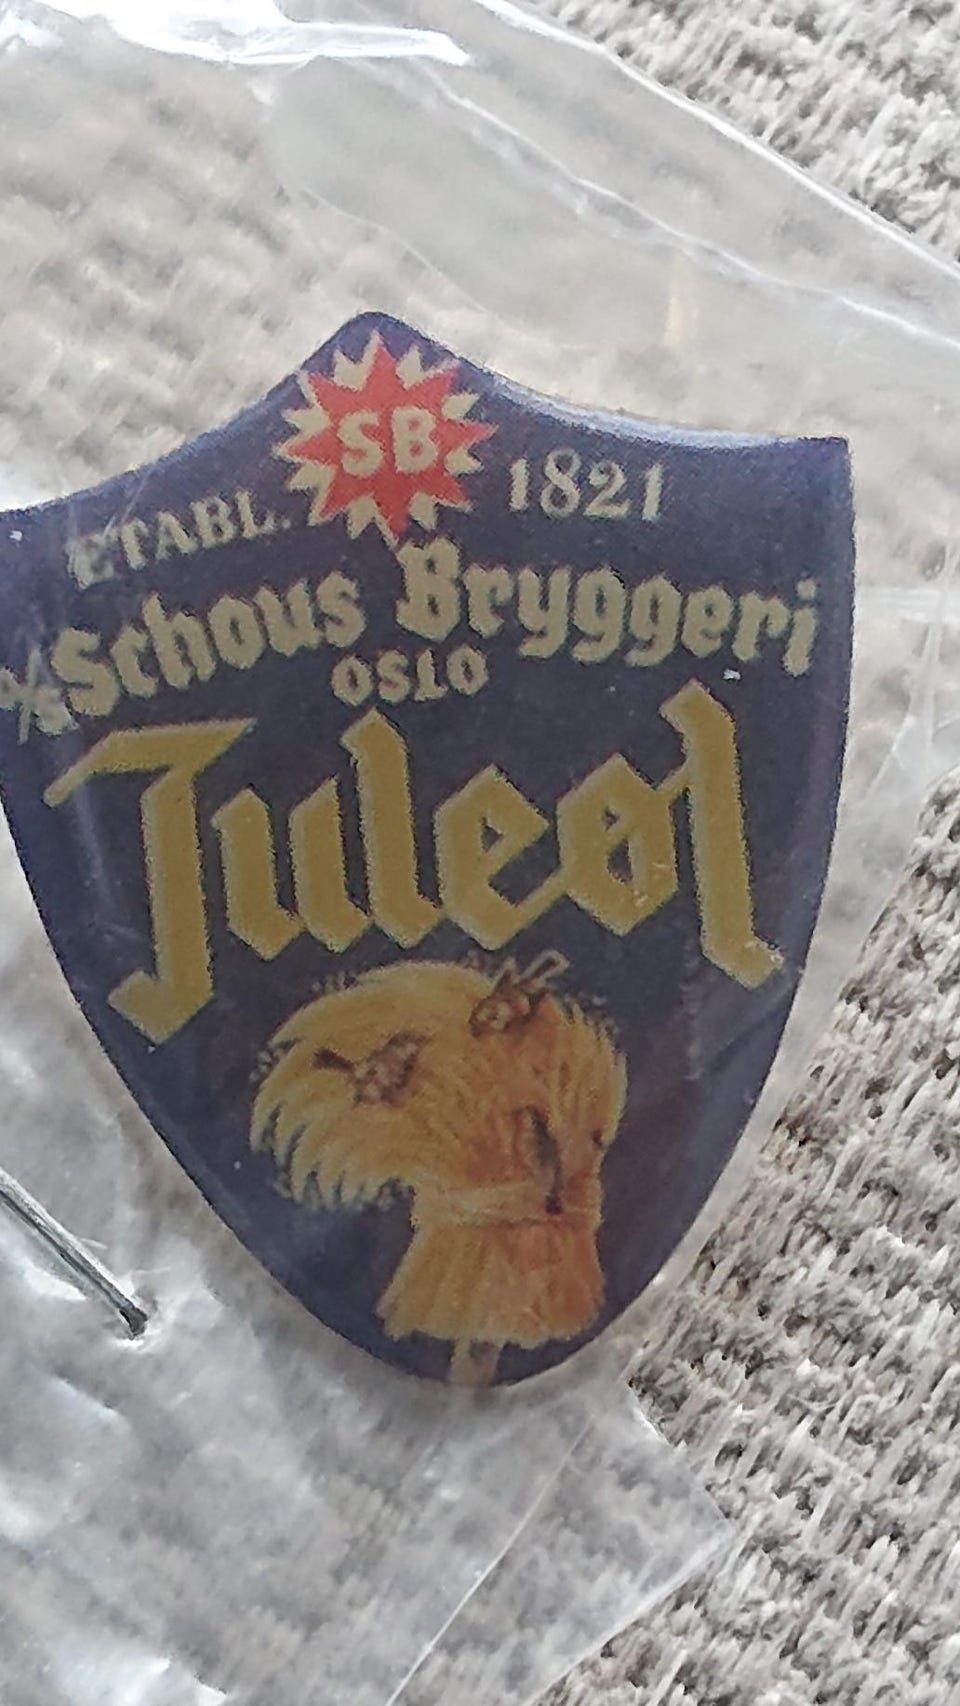 SB
ETABL. 1821
A/S Schous Bryggeri
OSLO
Juleøl